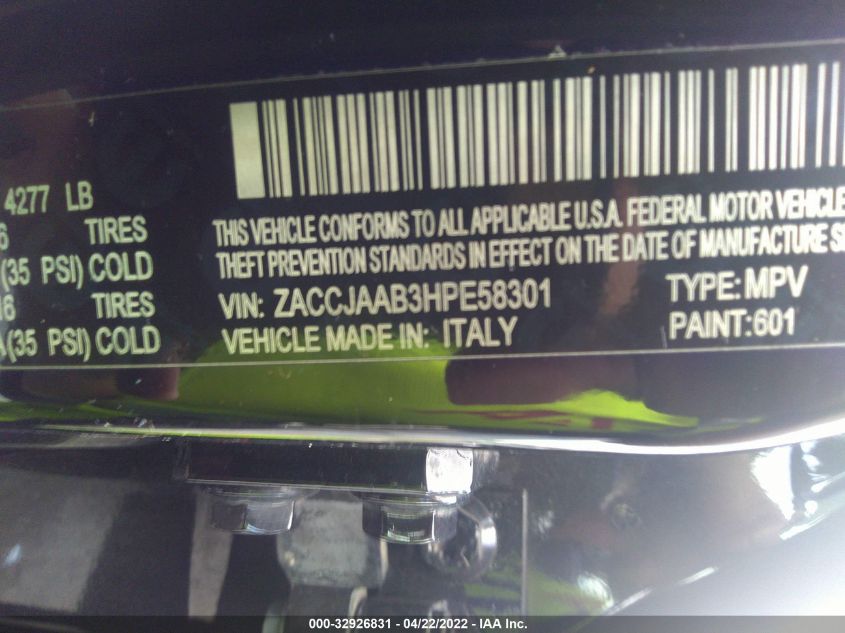 4277 LB
6 TIRES
(35 PSI) COLD
16 TIRES
(35 PSI) COLD
THIS VEHICLE CONFORMS TO ALL APPLICABLE U.S.A. FEDERAL MOTOR VEHICLE
THEFT PREVENTION STANDARDS IN EFFECT ON THE DATE OF MANUFACTURE
VIN: ZACCJAAB3HPE58301 TYPE: MPV
VEHICLE MADE IN: ITALY PAINT:601
000-32926831 - 04/22/2022 - IAA Inc.